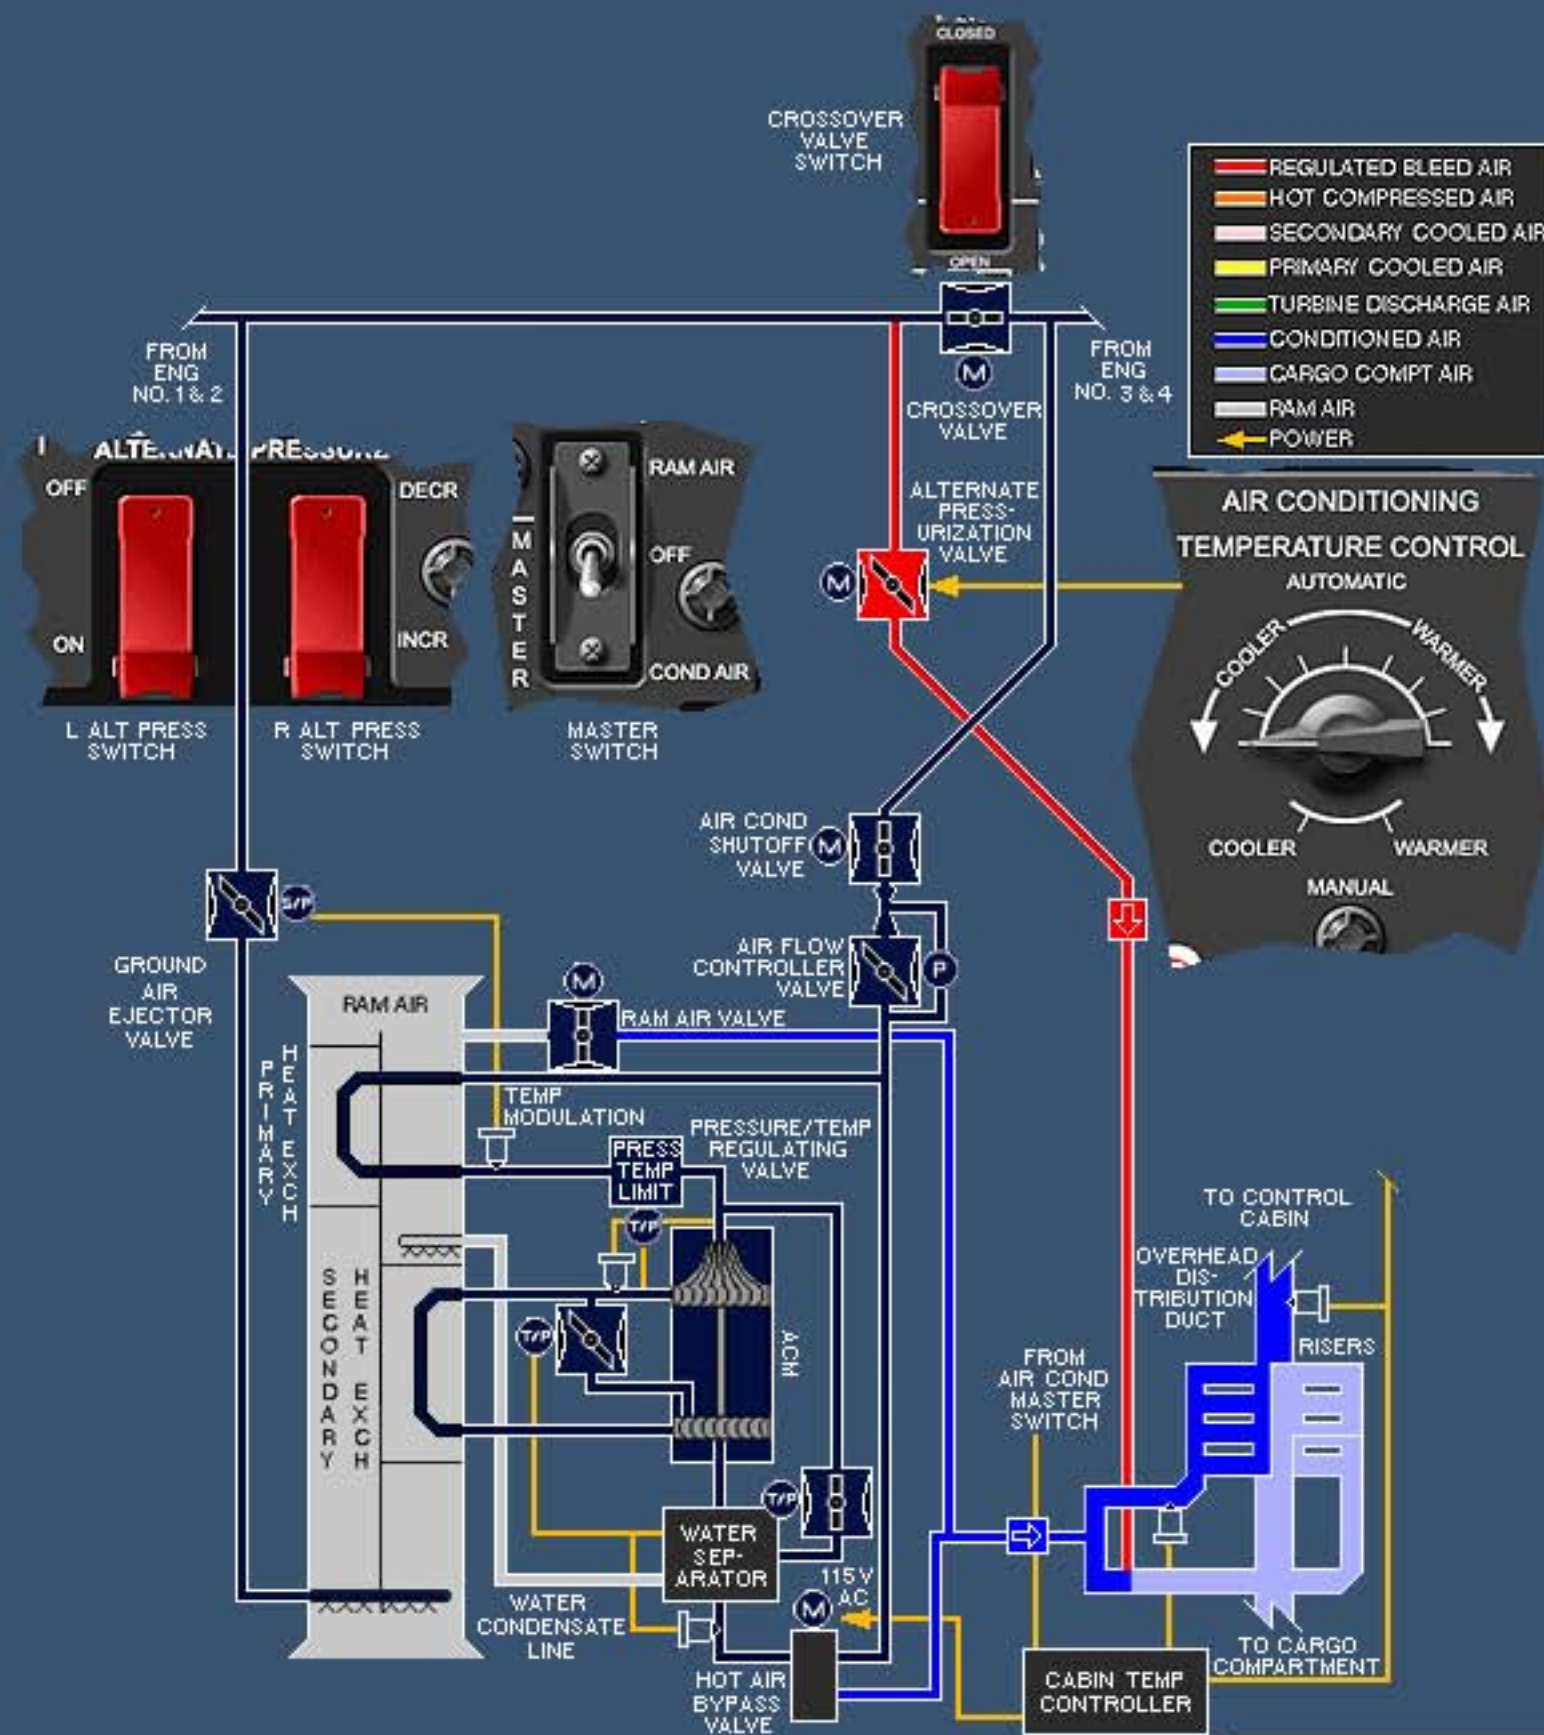 CLOSED
CROSSOVER
VALVE
SWITCH
OPEN
REGULATED BLEED AIR
HOT COMPRESSED AIR
SECONDARY COOLED AIR
PRIMARY COOLED AIR
TURBINE DISCHARGE AIR
CONDITIONED AIR
CARGO COMPT AIR
RAM AIR
POWER
FROM
ENG
NO. 1 & 2
M
CROSSOVER
VALVE
FROM
ENG
NO. 3 & 4
ALTERNATE PRESSURE
OFF
ON
DECR
INCR
L ALT PRESS
SWITCH
R ALT PRESS
SWITCH
MASTER
RAM AIR
OFF
COND AIR
MASTER
SWITCH
ALTERNATE
PRESS-
URIZATION
VALVE
M
AIR CONDITIONING
TEMPERATURE CONTROL
AUTOMATIC
COOLER
WARMER
COOLER
WARMER
MANUAL
AIR COND
SHUTOFF
VALVE
M
S/P
GROUND
AIR
EJECTOR
VALVE
AIR FLOW
CONTROLLER
VALVE
P
RAM AIR
M
RAM AIR VALVE
PRIMARY
HEAT EXCH
TEMP
MODULATION
PRESS
TEMP
LIMIT
PRESSURE/TEMP
REGULATING
VALVE
T/P
SECONDARY
HEAT EXCH
T/P
ACM
T/P
WATER
SEP-
ARATOR
WATER
CONDENSATE
LINE
115 V
AC
M
HOT AIR
BYPASS
VALVE
TO CONTROL
CABIN
OVERHEAD
DIS-
TRIBUTION
DUCT
RISERS
FROM
AIR COND
MASTER
SWITCH
TO CARGO
COMPARTMENT
CABIN TEMP
CONTROLLER